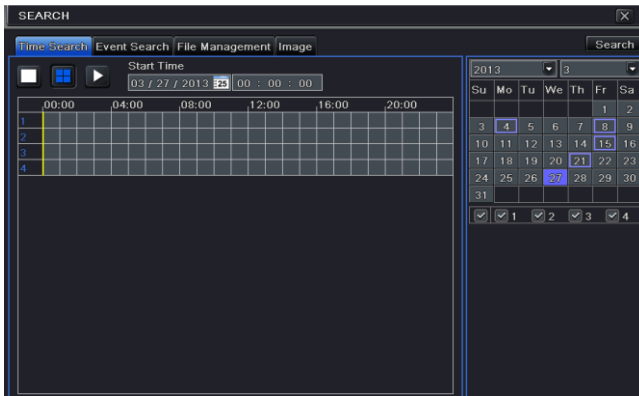 SEARCH
Time Search Event Search File Management Image Search
Start Time
03 / 27 / 2013 25 00 : 00 : 00
2013 3
Su Mo Tu We Th Fr Sa
1 2
3 4 5 6 7 8 9
10 11 12 13 14 15 16
17 18 19 20 21 22 23
24 25 26 27 28 29 30
31
1 2 3 4
00:00 04:00 08:00 12:00 16:00 20:00
1
2
3
4